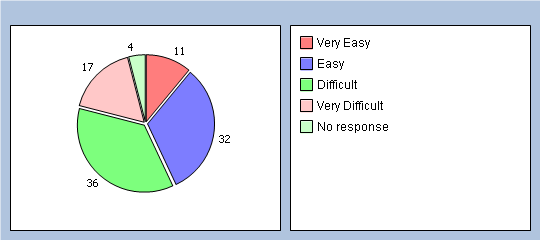 4
11
17
32
36
Very Easy
Easy
Difficult
Very Difficult
No response